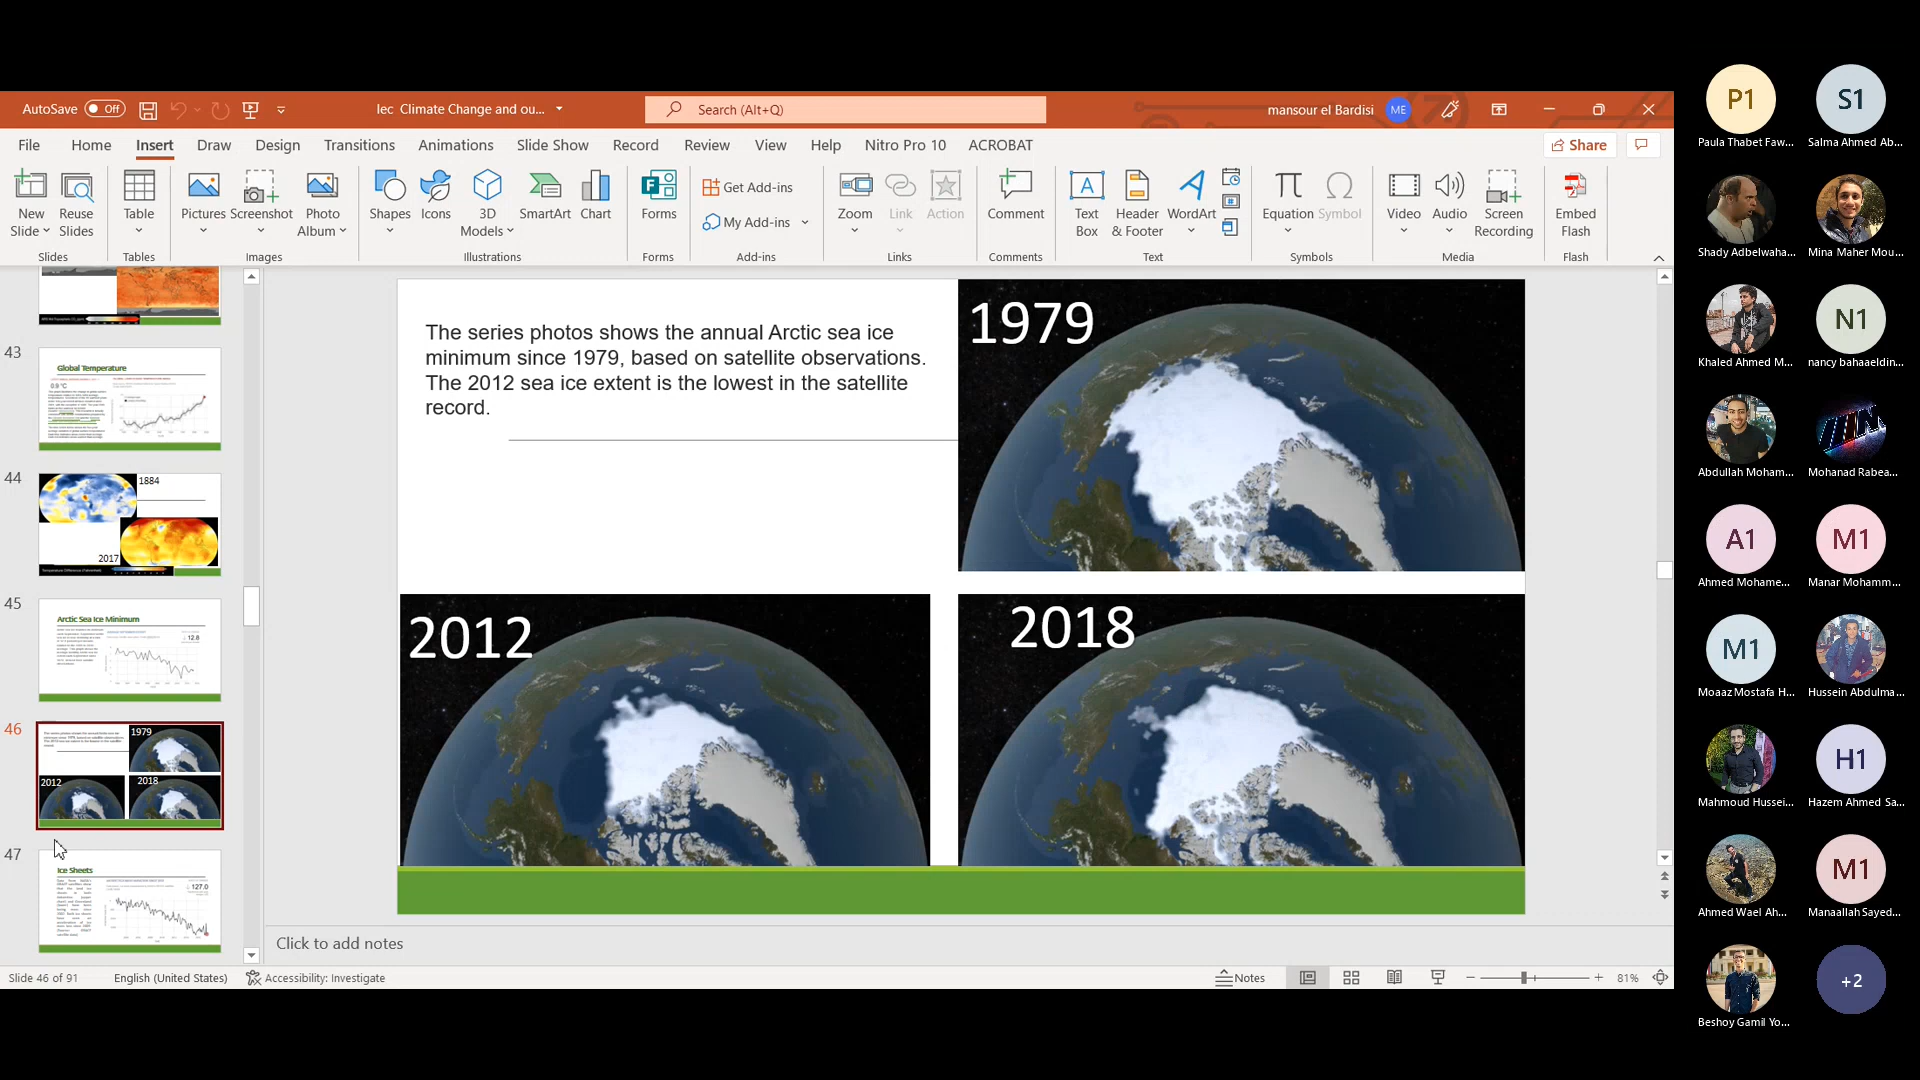 AutoSave Off
lec Climate Change and ou...
Search (Alt+Q)
mansour el Bardisi ME
File Home Insert Draw Design Transitions Animations Slide Show Record Review View Help Nitro Pro 10 ACROBAT
Share
New Slide
Reuse Slides
Table
Pictures
Screenshot
Photo Album
Shapes
Icons
3D Models
SmartArt
Chart
Forms
Get Add-ins
My Add-ins
Zoom
Link
Action
Comment
Text Box
Header & Footer
WordArt
Equation
Symbol
Video
Audio
Screen Recording
Embed Flash
Slides Tables Images Illustrations Forms Add-ins Links Comments Text Symbols Media Flash
43
Global Temperature
0.9 °C
44
1884
2017
45
Arctic Sea Ice Minimum
12.8
46
1979
2012
2018
47
Ice Sheets
127.0
The series photos shows the annual Arctic sea ice
minimum since 1979, based on satellite observations.
The 2012 sea ice extent is the lowest in the satellite
record.
1979
2012
2018
Click to add notes
Slide 46 of 91
English (United States)
Accessibility: Investigate
Notes
81%
P1
Paula Thabet Faw...
S1
Salma Ahmed Ab...
Shady Adbelwaha...
Mina Maher Mou...
Khaled Ahmed M...
N1
nancy bahaaeldin...
Abdullah Moham...
Mohanad Rabea...
A1
Ahmed Mohame...
M1
Manar Mohamm...
M1
Moaaz Mostafa H...
Hussein Abdulma...
Mahmoud Hussei...
H1
Hazem Ahmed Sa...
Ahmed Wael Ah...
M1
Manaallah Sayed...
Beshoy Gamil Yo...
+2